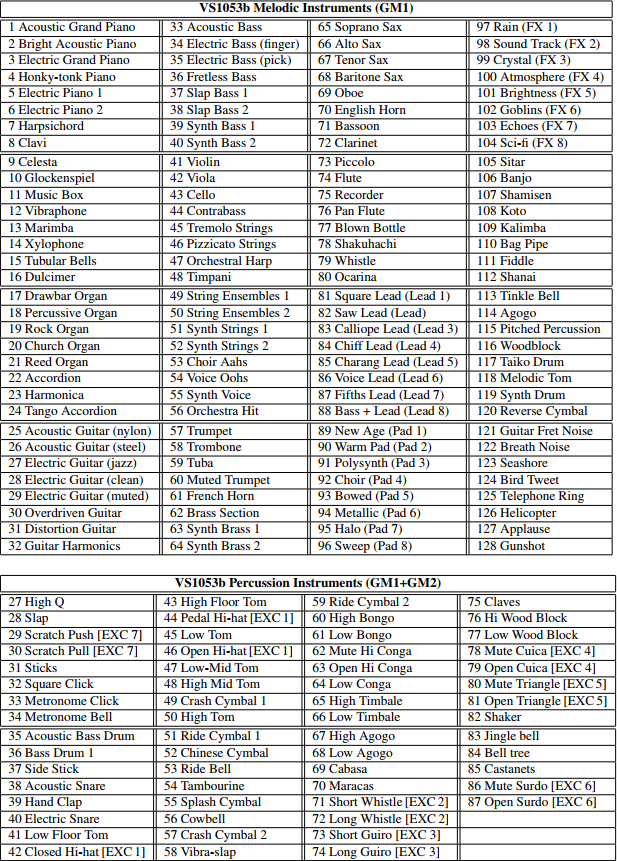 VS1053b Melodic Instruments (GM1)
1 Acoustic Grand Piano 33 Acoustic Bass 65 Soprano Sax 97 Rain (FX 1)
2 Bright Acoustic Piano 34 Electric Bass (finger) 66 Alto Sax 98 Sound Track (FX 2)
3 Electric Grand Piano 35 Electric Bass (pick) 67 Tenor Sax 99 Crystal (FX 3)
4 Honky-tonk Piano 36 Fretless Bass 68 Baritone Sax 100 Atmosphere (FX 4)
5 Electric Piano 1 37 Slap Bass 1 69 Oboe 101 Brightness (FX 5)
6 Electric Piano 2 38 Slap Bass 2 70 English Horn 102 Goblins (FX 6)
7 Harpsichord 39 Synth Bass 1 71 Bassoon 103 Echoes (FX 7)
8 Clavi 40 Synth Bass 2 72 Clarinet 104 Sci-fi (FX 8)
9 Celesta 41 Violin 73 Piccolo 105 Sitar
10 Glockenspiel 42 Viola 74 Flute 106 Banjo
11 Music Box 43 Cello 75 Recorder 107 Shamisen
12 Vibraphone 44 Contrabass 76 Pan Flute 108 Koto
13 Marimba 45 Tremolo Strings 77 Blown Bottle 109 Kalimba
14 Xylophone 46 Pizzicato Strings 78 Shakuhachi 110 Bag Pipe
15 Tubular Bells 47 Orchestral Harp 79 Whistle 111 Fiddle
16 Dulcimer 48 Timpani 80 Ocarina 112 Shanai
17 Drawbar Organ 49 String Ensembles 1 81 Square Lead (Lead 1) 113 Tinkle Bell
18 Percussive Organ 50 String Ensembles 2 82 Saw Lead (Lead) 114 Agogo
19 Rock Organ 51 Synth Strings 1 83 Calliope Lead (Lead 3) 115 Pitched Percussion
20 Church Organ 52 Synth Strings 2 84 Chiff Lead (Lead 4) 116 Woodblock
21 Reed Organ 53 Choir Aahs 85 Charang Lead (Lead 5) 117 Taiko Drum
22 Accordion 54 Voice Oohs 86 Voice Lead (Lead 6) 118 Melodic Tom
23 Harmonica 55 Synth Voice 87 Fifths Lead (Lead 7) 119 Synth Drum
24 Tango Accordion 56 Orchestra Hit 88 Bass + Lead (Lead 8) 120 Reverse Cymbal
25 Acoustic Guitar (nylon) 57 Trumpet 89 New Age (Pad 1) 121 Guitar Fret Noise
26 Acoustic Guitar (steel) 58 Trombone 90 Warm Pad (Pad 2) 122 Breath Noise
27 Electric Guitar (jazz) 59 Tuba 91 Polysynth (Pad 3) 123 Seashore
28 Electric Guitar (clean) 60 Muted Trumpet 92 Choir (Pad 4) 124 Bird Tweet
29 Electric Guitar (muted) 61 French Horn 93 Bowed (Pad 5) 125 Telephone Ring
30 Overdriven Guitar 62 Brass Section 94 Metallic (Pad 6) 126 Helicopter
31 Distortion Guitar 63 Synth Brass 1 95 Halo (Pad 7) 127 Applause
32 Guitar Harmonics 64 Synth Brass 2 96 Sweep (Pad 8) 128 Gunshot
VS1053b Percussion Instruments (GM1+GM2)
27 High Q 43 High Floor Tom 59 Ride Cymbal 2 75 Claves
28 Slap 44 Pedal Hi-hat [EXC 1] 60 High Bongo 76 Hi Wood Block
29 Scratch Push [EXC 7] 45 Low Tom 61 Low Bongo 77 Low Wood Block
30 Scratch Pull [EXC 7] 46 Open Hi-hat [EXC 1] 62 Mute Hi Conga 78 Mute Cuica [EXC 4]
31 Sticks 47 Low-Mid Tom 63 Open Hi Conga 79 Open Cuica [EXC 4]
32 Square Click 48 High Mid Tom 64 Low Conga 80 Mute Triangle [EXC 5]
33 Metronome Click 49 Crash Cymbal 1 65 High Timbale 81 Open Triangle [EXC 5]
34 Metronome Bell 50 High Tom 66 Low Timbale 82 Shaker
35 Acoustic Bass Drum 51 Ride Cymbal 1 67 High Agogo 83 Jingle bell
36 Bass Drum 1 52 Chinese Cymbal 68 Low Agogo 84 Bell tree
37 Side Stick 53 Ride Bell 69 Cabasa 85 Castanets
38 Acoustic Snare 54 Tambourine 70 Maracas 86 Mute Surdo [EXC 6]
39 Hand Clap 55 Splash Cymbal 71 Short Whistle [EXC 2] 87 Open Surdo [EXC 6]
40 Electric Snare 56 Cowbell 72 Long Whistle [EXC 2]
41 Low Floor Tom 57 Crash Cymbal 2 73 Short Guiro [EXC 3]
42 Closed Hi-hat [EXC 1] 58 Vibra-slap 74 Long Guiro [EXC 3]